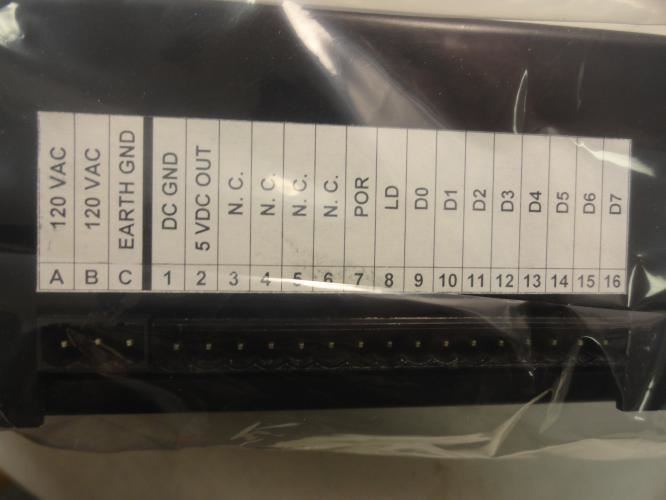 120 VAC
120 VAC
EARTH GND
DC GND
5 VDC OUT
N. C.
N. C.
N. C.
N. C.
POR
LD
D0
D1
D2
D3
D4
D5
D6
D7
A B C 1 2 3 4 5 6 7 8 9 10 11 12 13 14 15 16